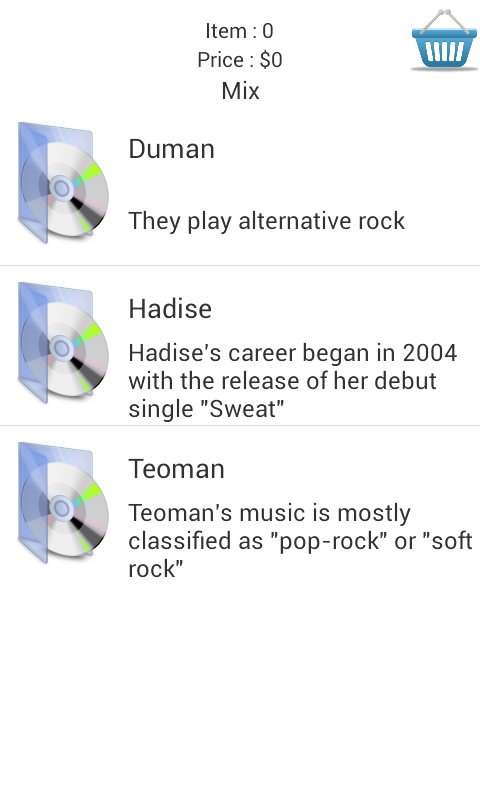 Item : 0
Price : $0
Mix
Duman
They play alternative rock
Hadise
Hadise's career began in 2004
with the release of her debut
single "Sweat"
Teoman
Teoman's music is mostly
classified as "pop-rock" or "soft
rock"